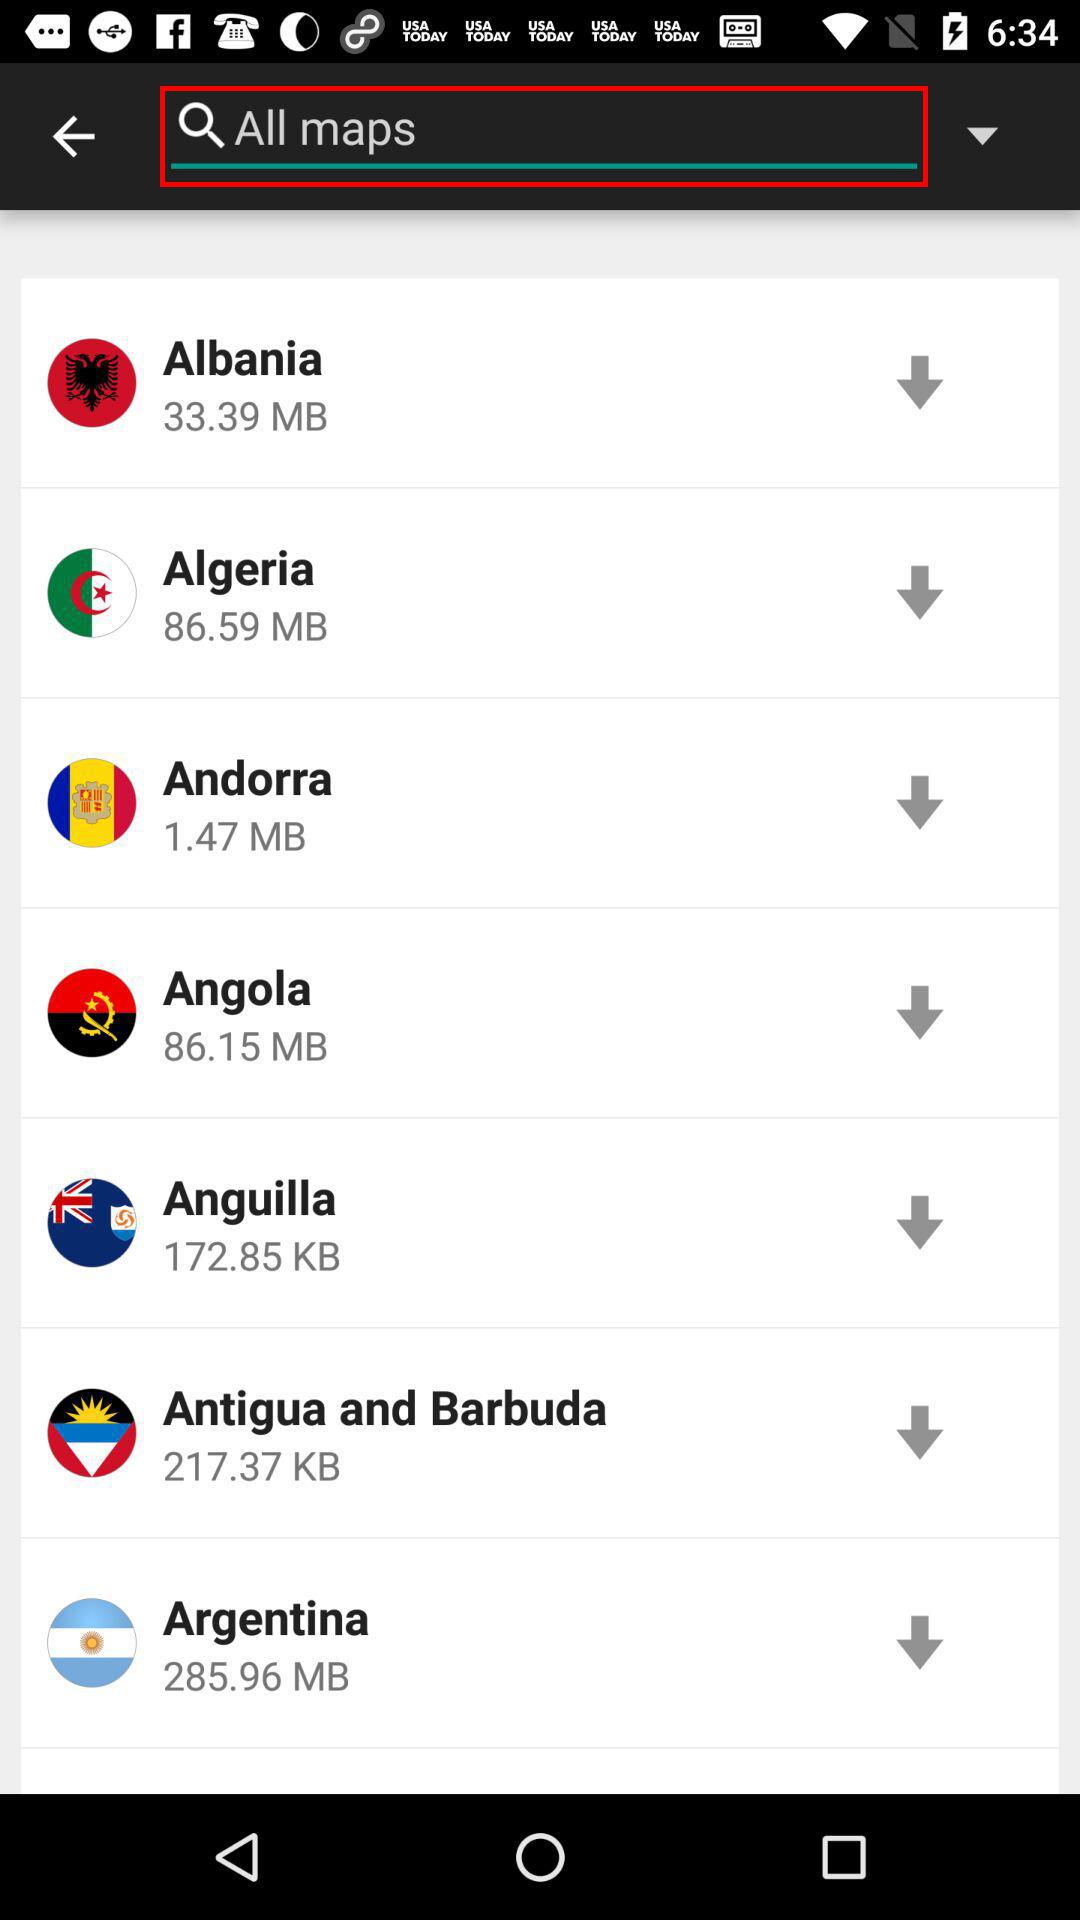 USA TODAY USA TODAY USA TODAY USA TODAY USA TODAY 6:34
All maps
Albania
33.39 MB
Algeria
86.59 MB
Andorra
1.47 MB
Angola
86.15 MB
Anguilla
172.85 KB
Antigua and Barbuda
217.37 KB
Argentina
285.96 MB